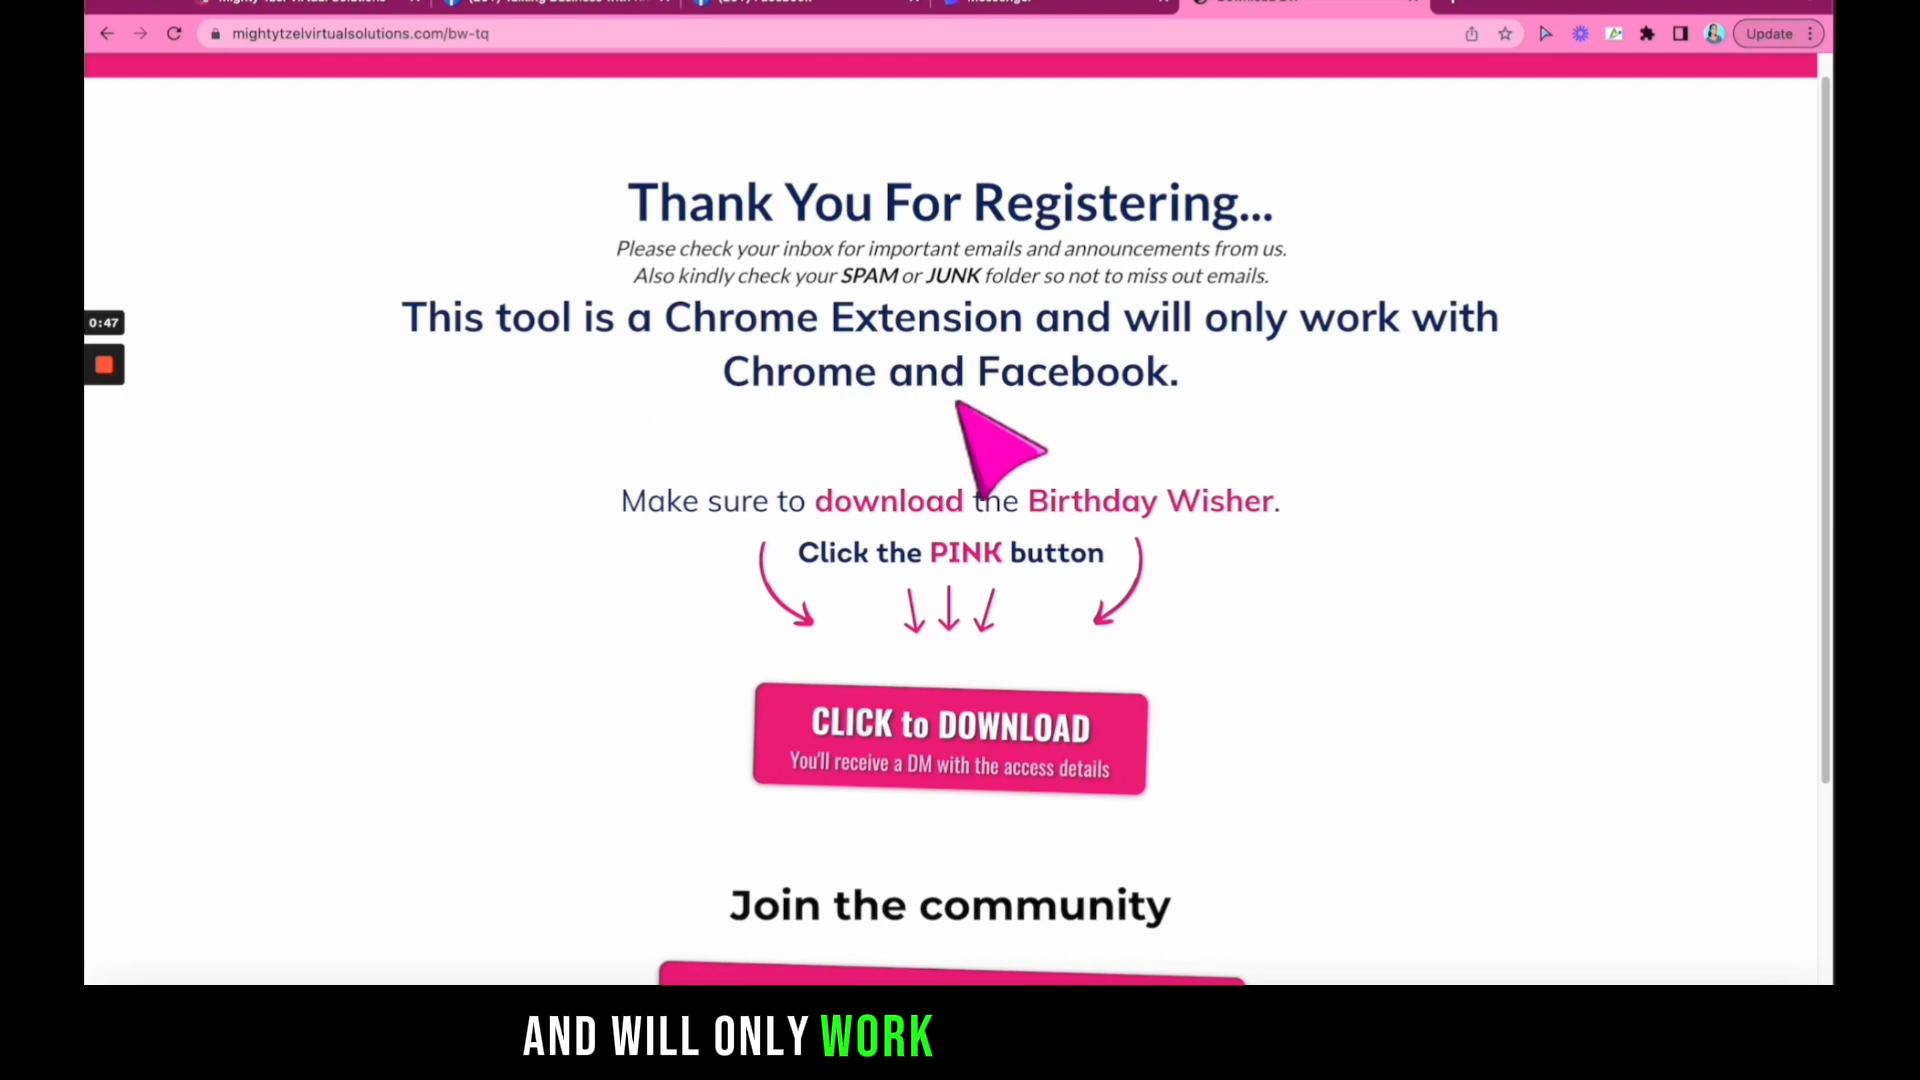 mightytzelvirtualsolutions.com/bw-tq
Update
Thank You For Registering...
Please check your inbox for important emails and announcements from us.
Also kindly check your SPAM or JUNK folder so not to miss out emails.
This tool is a Chrome Extension and will only work with
Chrome and Facebook.
0:47
Make sure to download the Birthday Wisher.
Click the PINK button
CLICK to DOWNLOAD
You'll receive a DM with the access details
Join the community
AND WILL ONLY WORK